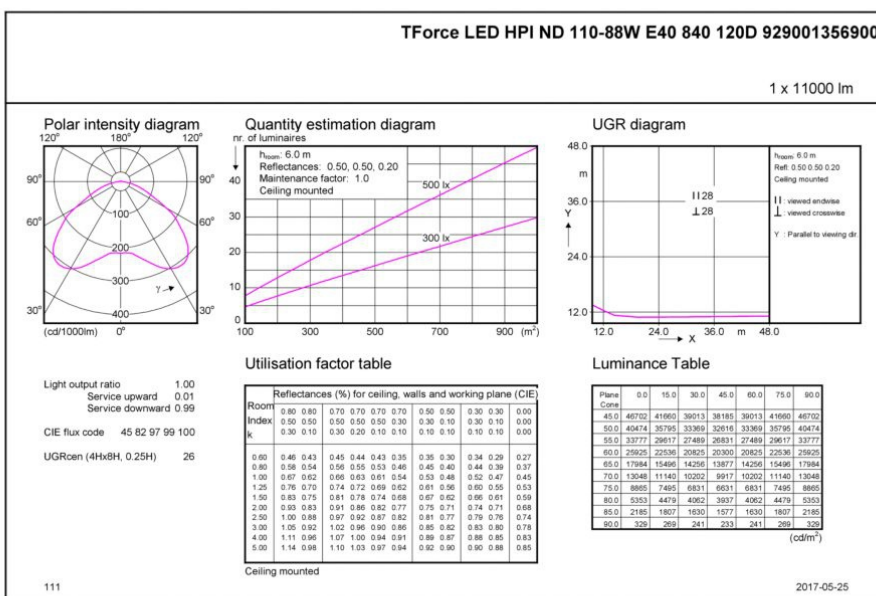 TForce LED HPI ND 110-88W E40 840 120D 929001356900
1 x 11000 lm
Polar intensity diagram
120° 180° 120°
90° 90°
60° 60°
30° 30°
100
200
300
400
γ
(cd/1000lm) 0°
Quantity estimation diagram
nr. of luminaires
hroom: 6.0 m
Reflectances: 0.50, 0.50, 0.20
Maintenance factor: 1.0
Ceiling mounted
500 lx
300 lx
40
30
20
10
0
100 300 500 700 900 (m²)
UGR diagram
48.0
m
36.0
Y
24.0
12.0
12.0 24.0 36.0 m 48.0
X
28
28
hroom: 6.0 m
Refl: 0.50 0.50 0.20
Ceiling mounted
: viewed endwise
: viewed crosswise
Y : Parallel to viewing dir.
Light output ratio 1.00
Service upward 0.01
Service downward 0.99
CIE flux code 45 82 97 99 100
UGRcen (4Hx8H, 0.25H) 26
Utilisation factor table
Reflectances (%) for ceiling, walls and working plane (CIE)
Room Index k
0.80 0.80 0.70 0.70 0.70 0.70 0.50 0.50 0.30 0.30 0.00
0.50 0.50 0.50 0.50 0.50 0.30 0.30 0.10 0.30 0.10 0.00
0.30 0.10 0.30 0.20 0.10 0.10 0.10 0.10 0.10 0.10 0.00
0.60 0.46 0.43 0.45 0.44 0.43 0.35 0.35 0.30 0.34 0.29 0.27
0.80 0.58 0.54 0.56 0.55 0.53 0.46 0.45 0.40 0.44 0.39 0.37
1.00 0.67 0.62 0.66 0.63 0.61 0.54 0.53 0.48 0.52 0.47 0.45
1.25 0.76 0.70 0.74 0.72 0.69 0.62 0.61 0.56 0.60 0.55 0.53
1.50 0.83 0.75 0.81 0.78 0.74 0.68 0.67 0.62 0.66 0.61 0.59
2.00 0.93 0.83 0.91 0.86 0.82 0.77 0.75 0.71 0.74 0.71 0.68
2.50 1.00 0.88 0.97 0.92 0.87 0.82 0.81 0.77 0.79 0.76 0.74
3.00 1.05 0.92 1.02 0.96 0.90 0.86 0.85 0.82 0.83 0.80 0.78
4.00 1.11 0.96 1.07 1.00 0.94 0.91 0.89 0.87 0.88 0.85 0.83
5.00 1.14 0.98 1.10 1.03 0.97 0.94 0.92 0.90 0.90 0.88 0.85
Ceiling mounted
Luminance Table
Plane Cone 0.0 15.0 30.0 45.0 60.0 75.0 90.0
45.0 46702 41660 39013 38185 39013 41660 46702
50.0 40474 35795 33369 32616 33369 35795 40474
55.0 33777 29617 27489 26831 27489 29617 33777
60.0 25925 22536 20825 20300 20825 22536 25925
65.0 17984 15496 14256 13877 14256 15496 17984
70.0 13048 11140 10202 9917 10202 11140 13048
75.0 8865 7495 6831 6631 6831 7495 8865
80.0 5353 4479 4062 3937 4062 4479 5353
85.0 2185 1807 1630 1577 1630 1807 2185
90.0 329 269 241 233 241 269 329
(cd/m²)
111
2017-05-25